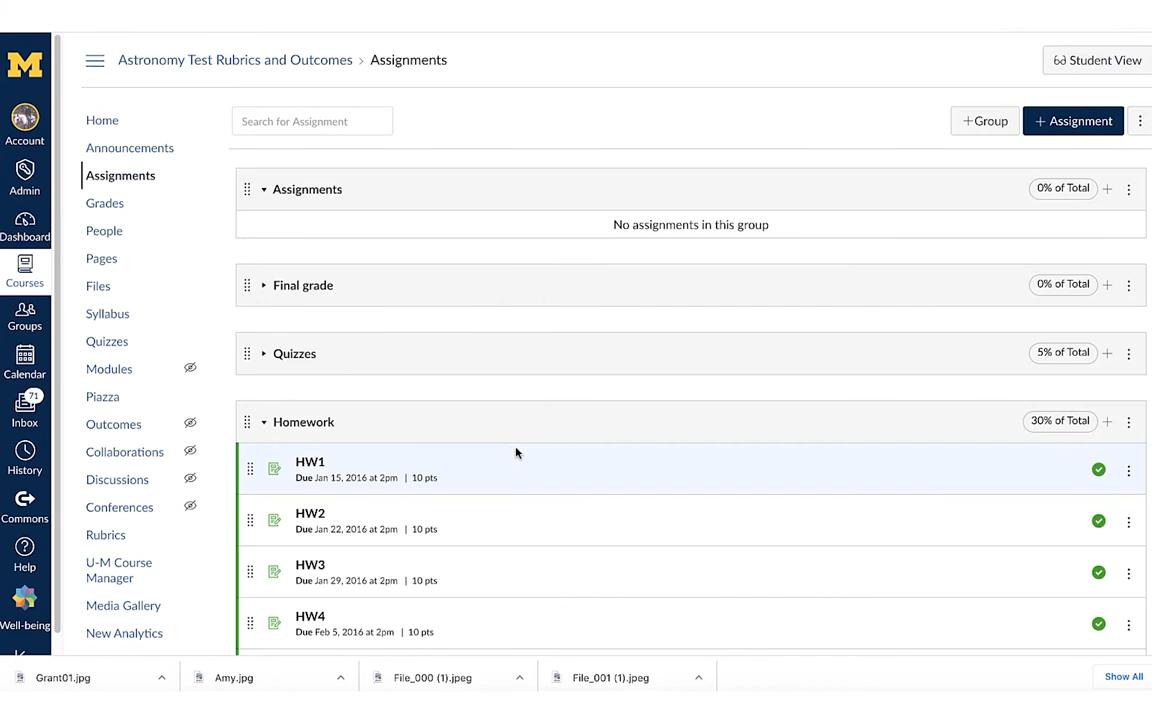 M
Account
Admin
Dashboard
Courses
Groups
Calendar
71
Inbox
History
Commons
Help
Well-being
Astronomy Test Rubrics and Outcomes › Assignments
Student View
Home
Announcements
Assignments
Grades
People
Pages
Files
Syllabus
Quizzes
Modules
Piazza
Outcomes
Collaborations
Discussions
Conferences
Rubrics
U-M Course
Manager
Media Gallery
New Analytics
Search for Assignment
+Group
+ Assignment
Assignments
0% of Total
No assignments in this group
Final grade
0% of Total
Quizzes
5% of Total
Homework
30% of Total
HW1
Due Jan 15, 2016 at 2pm | 10 pts
HW2
Due Jan 22, 2016 at 2pm | 10 pts
HW3
Due Jan 29, 2016 at 2pm | 10 pts
HW4
Due Feb 5, 2016 at 2pm | 10 pts
Grant01.jpg
Amy.jpg
File_000 (1).jpeg
File_001 (1).jpeg
Show All